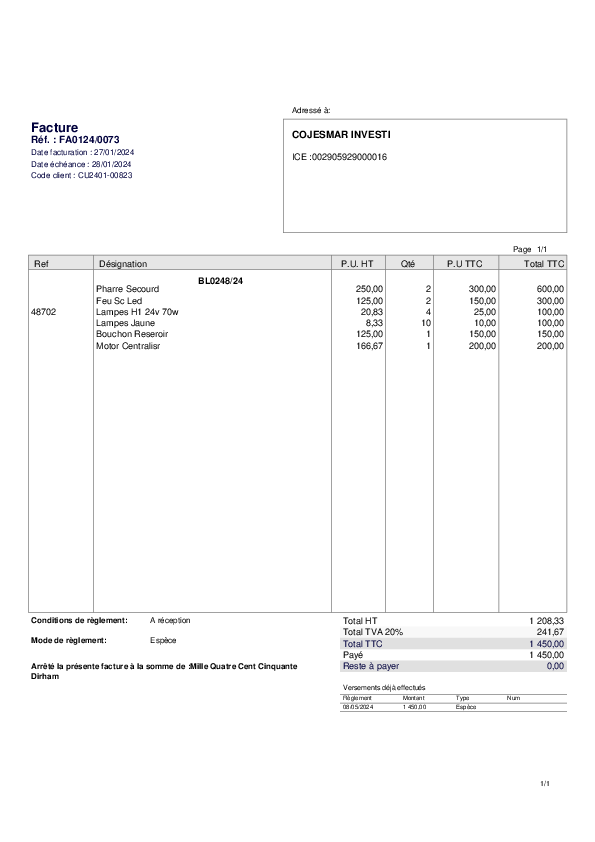 Adressé à:
Facture
Réf. : FA0124/0073
Date facturation : 27/01/2024
Date échéance : 28/01/2024
Code client : CU2401-00823
COJESMAR INVESTI
ICE :002905929000016
Page 1/1
Ref Désignation P.U. HT Qté P.U TTC Total TTC
BL0248/24
Pharre Secourd 250,00 2 300,00 600,00
Feu Sc Led 125,00 2 150,00 300,00
48702 Lampes H1 24v 70w 20,83 4 25,00 100,00
Lampes Jaune 8,33 10 10,00 100,00
Bouchon Reseroir 125,00 1 150,00 150,00
Motor Centralisr 166,67 1 200,00 200,00
Conditions de règlement: A réception
Mode de règlement: Espèce
Arrêté la présente facture à la somme de :Mille Quatre Cent Cinquante
Dirham
Total HT 1 208,33
Total TVA 20% 241,67
Total TTC 1 450,00
Payé 1 450,00
Reste à payer 0,00
Versements déjà effectués
Règlement Montant Type Num
08/05/2024 1 450,00 Espèce
1/1